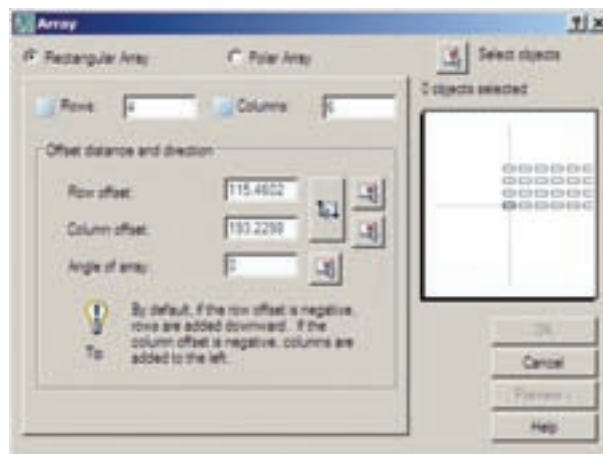 Array
Rectangular Array
Polar Array
Select objects
0 objects selected
Rows: 4
Columns: 6
Offset distance and direction
Row offset: 115.4602
Column offset: 193.2298
Angle of array: 0
Tip
By default, if the row offset is negative,
rows are added downward. If the
column offset is negative, columns are
added to the left.
OK
Cancel
Preview <
Help